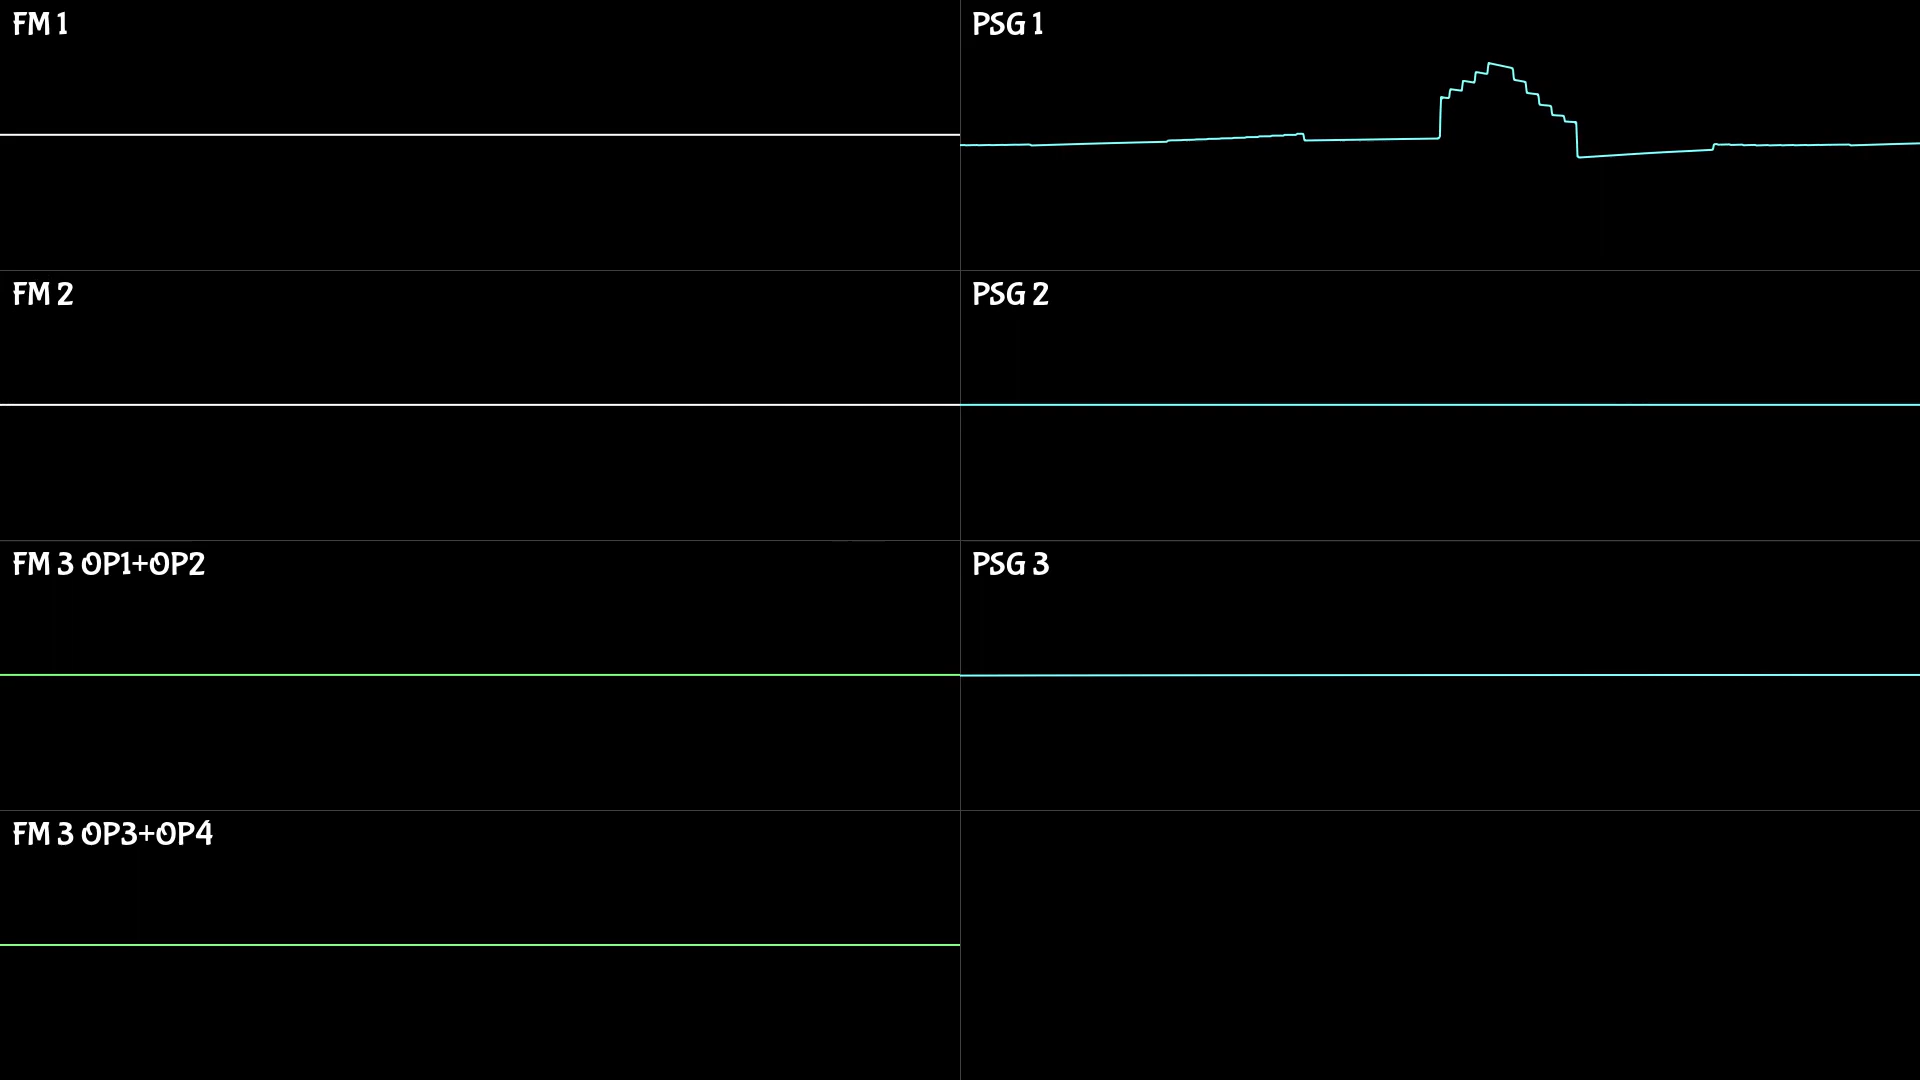 FM 1
PSG 1
FM 2
PSG 2
FM 3 OP1+OP2
PSG 3
FM 3 OP3+OP4